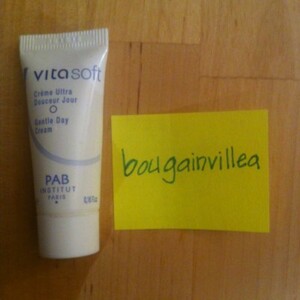 vitasoft
Crème Ultra
Douceur Jour
Gentle Day
Cream
PAB
INSTITUT
PARIS
bougainvillea